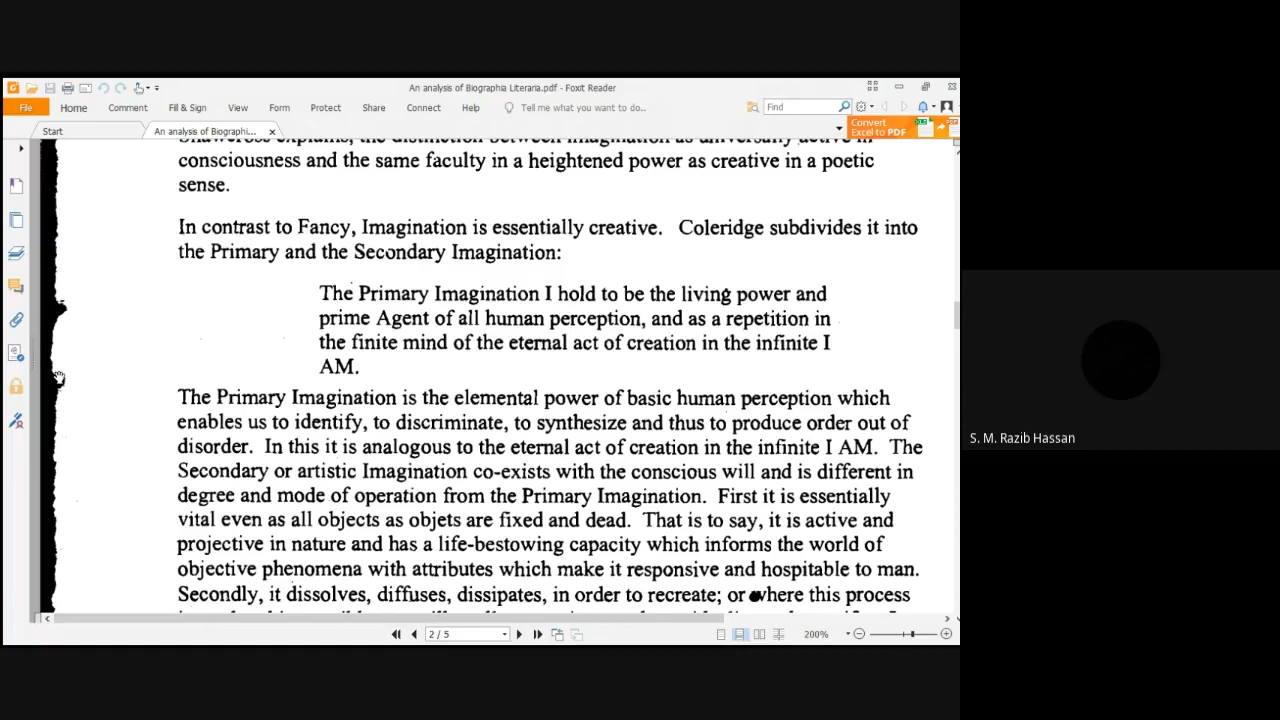 An analysis of Biographia Literaria.pdf - Foxit Reader
File Home Comment Fill & Sign View Form Protect Share Connect Help Tell me what you want to do.. Find
Start An analysis of Biographi... Convert Excel to PDF
consciousness and the same faculty in a heightened power as creative in a poetic
sense.
In contrast to Fancy, Imagination is essentially creative. Coleridge subdivides it into
the Primary and the Secondary Imagination:
The Primary Imagination I hold to be the living power and
prime Agent of all human perception, and as a repetition in
the finite mind of the eternal act of creation in the infinite I
AM.
The Primary Imagination is the elemental power of basic human perception which
enables us to identify, to discriminate, to synthesize and thus to produce order out of
disorder. In this it is analogous to the eternal act of creation in the infinite I AM. The
Secondary or artistic Imagination co-exists with the conscious will and is different in
degree and mode of operation from the Primary Imagination. First it is essentially
vital even as all objects as objets are fixed and dead. That is to say, it is active and
projective in nature and has a life-bestowing capacity which informs the world of
objective phenomena with attributes which make it responsive and hospitable to man.
Secondly, it dissolves, diffuses, dissipates, in order to recreate; or where this process
2 / 5 200%
S. M. Razib Hassan